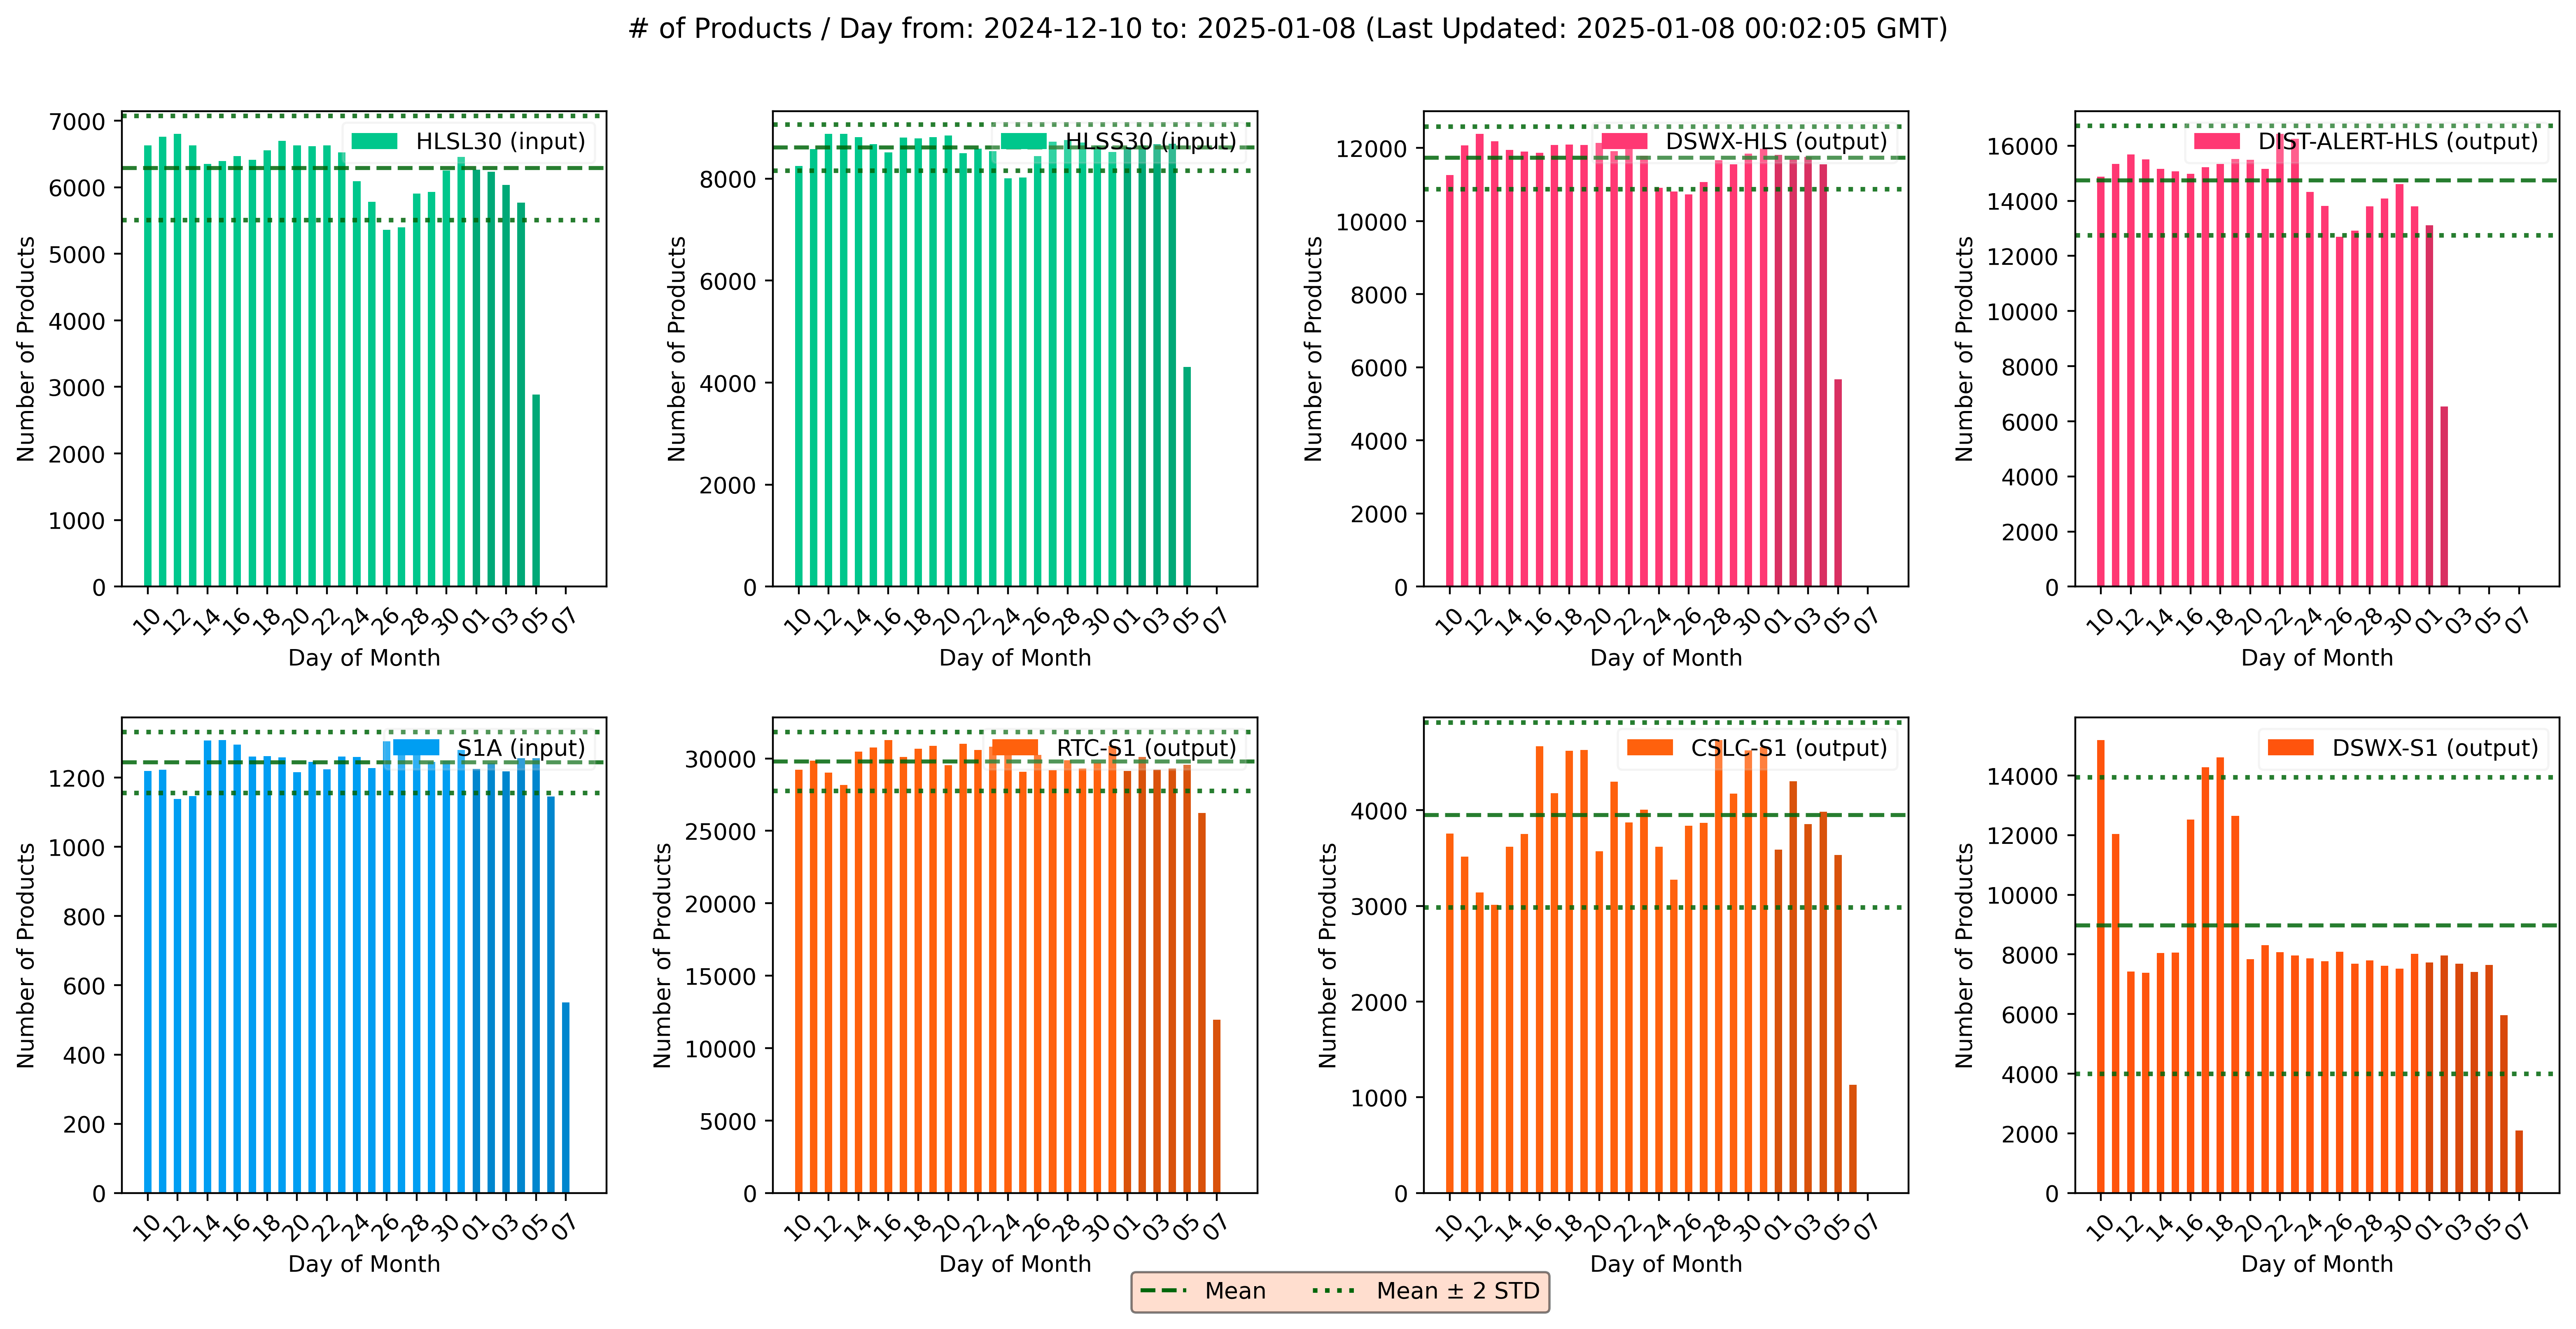 # of Products / Day from: 2024-12-10 to: 2025-01-08 (Last Updated: 2025-01-08 00:02:05 GMT)
HLSL30 (input)
Number of Products
7000
6000
5000
4000
3000
2000
1000
0
10 12 14 16 18 20 22 24 26 28 30 01 03 05 07
Day of Month
HLSS30 (input)
Number of Products
8000
6000
4000
2000
0
10 12 14 16 18 20 22 24 26 28 30 01 03 05 07
Day of Month
DSWX-HLS (output)
Number of Products
12000
10000
8000
6000
4000
2000
0
10 12 14 16 18 20 22 24 26 28 30 01 03 05 07
Day of Month
DIST-ALERT-HLS (output)
Number of Products
16000
14000
12000
10000
8000
6000
4000
2000
0
10 12 14 16 18 20 22 24 26 28 30 01 03 05 07
Day of Month
S1A (input)
Number of Products
1200
1000
800
600
400
200
0
10 12 14 16 18 20 22 24 26 28 30 01 03 05 07
Day of Month
RTC-S1 (output)
Number of Products
30000
25000
20000
15000
10000
5000
0
10 12 14 16 18 20 22 24 26 28 30 01 03 05 07
Day of Month
CSLC-S1 (output)
Number of Products
4000
3000
2000
1000
0
10 12 14 16 18 20 22 24 26 28 30 01 03 05 07
Day of Month
DSWX-S1 (output)
Number of Products
14000
12000
10000
8000
6000
4000
2000
0
10 12 14 16 18 20 22 24 26 28 30 01 03 05 07
Day of Month
Mean Mean ± 2 STD